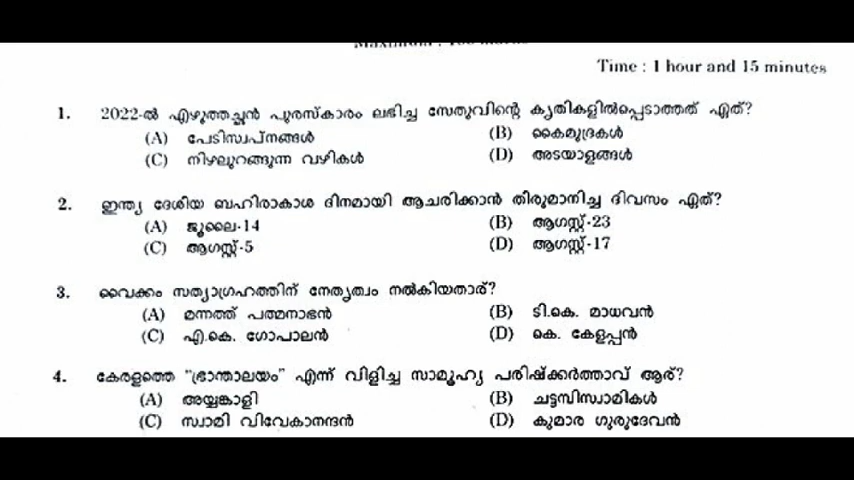 Time : 1 hour and 15 minutes
1. 2022-ൽ എഴുത്തച്ഛൻ പുരസ്കാരം ലഭിച്ച സേതുവിന്റെ കൃതികളിൽപ്പെടാത്തത് ഏത്?
(A) പേടിസ്വപ്നങ്ങൾ (B) കൈമുദ്രകൾ
(C) നിഴലുറങ്ങുന്ന വഴികൾ (D) അടയാളങ്ങൾ
2. ഇന്ത്യ ദേശീയ ബഹിരാകാശ ദിനമായി ആചരിക്കാൻ തിരുമാനിച്ച ദിവസം ഏത്?
(A) ജൂലൈ-14 (B) ആഗസ്റ്റ്-23
(C) ആഗസ്റ്റ്-5 (D) ആഗസ്റ്റ്-17
3. വൈക്കം സത്യാഗ്രഹത്തിന് നേതൃത്വം നൽകിയതാര്?
(A) മന്നത്ത് പത്മനാഭൻ (B) ടി.കെ. മാധവൻ
(C) എ.കെ. ഗോപാലൻ (D) കെ. കേളപ്പൻ
4. കേരളത്തെ "ഭ്രാന്താലയം" എന്ന് വിളിച്ച സാമൂഹ്യ പരിഷ്ക്കർത്താവ് ആര്?
(A) അയ്യങ്കാളി (B) ചട്ടമ്പിസ്വാമികൾ
(C) സ്വാമി വിവേകാനന്ദൻ (D) കുമാര ഗുരുദേവൻ